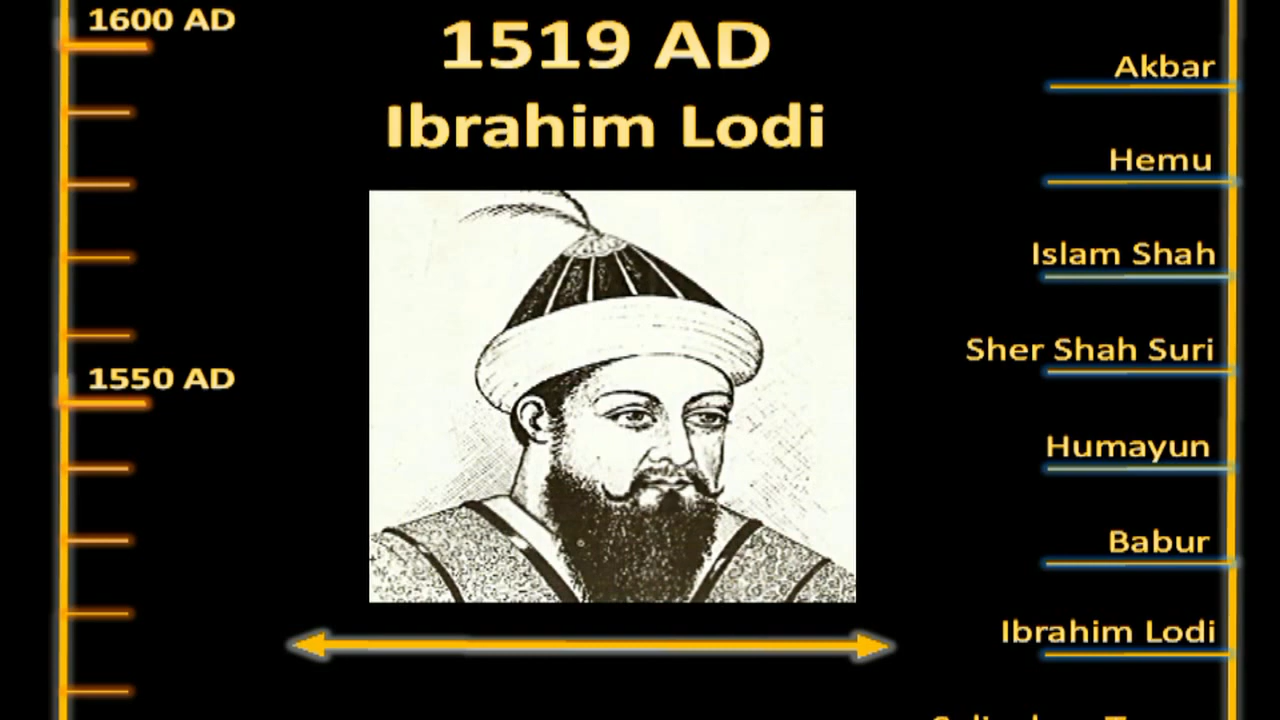 1600 AD
1519 AD
Ibrahim Lodi
Akbar
Hemu
Islam Shah
Sher Shah Suri
1550 AD
Humayun
Babur
Ibrahim Lodi